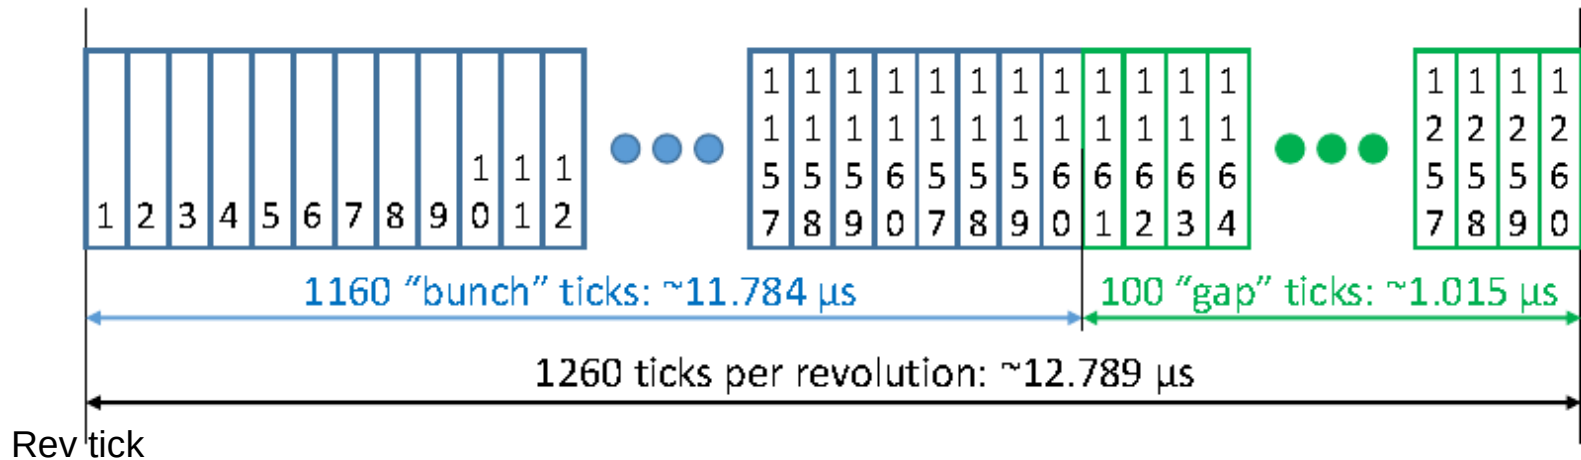 1 2 3 4 5 6 7 8 9 10 11 12 1157 1158 1159 1160 1157 1158 1159 1160 1161 1162 1163 1164 1257 1258 1259 1260
1160 “bunch” ticks: ~11.784 µs 100 “gap” ticks: ~1.015 µs
1260 ticks per revolution: ~12.789 µs
Rev tick